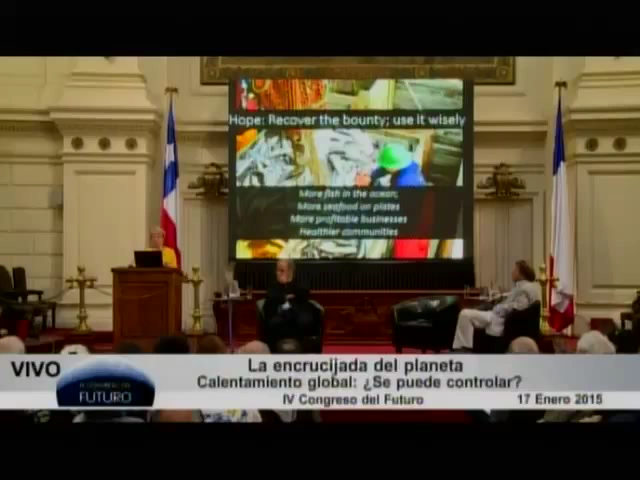 Hope: Recover the bounty; use it wisely
More fish in the ocean;
More seafood on plates
More profitable businesses
Healthier communities
VIVO
La encrucijada del planeta
Calentamiento global: ¿Se puede controlar?
FUTURO
IV Congreso del Futuro
17 Enero 2015